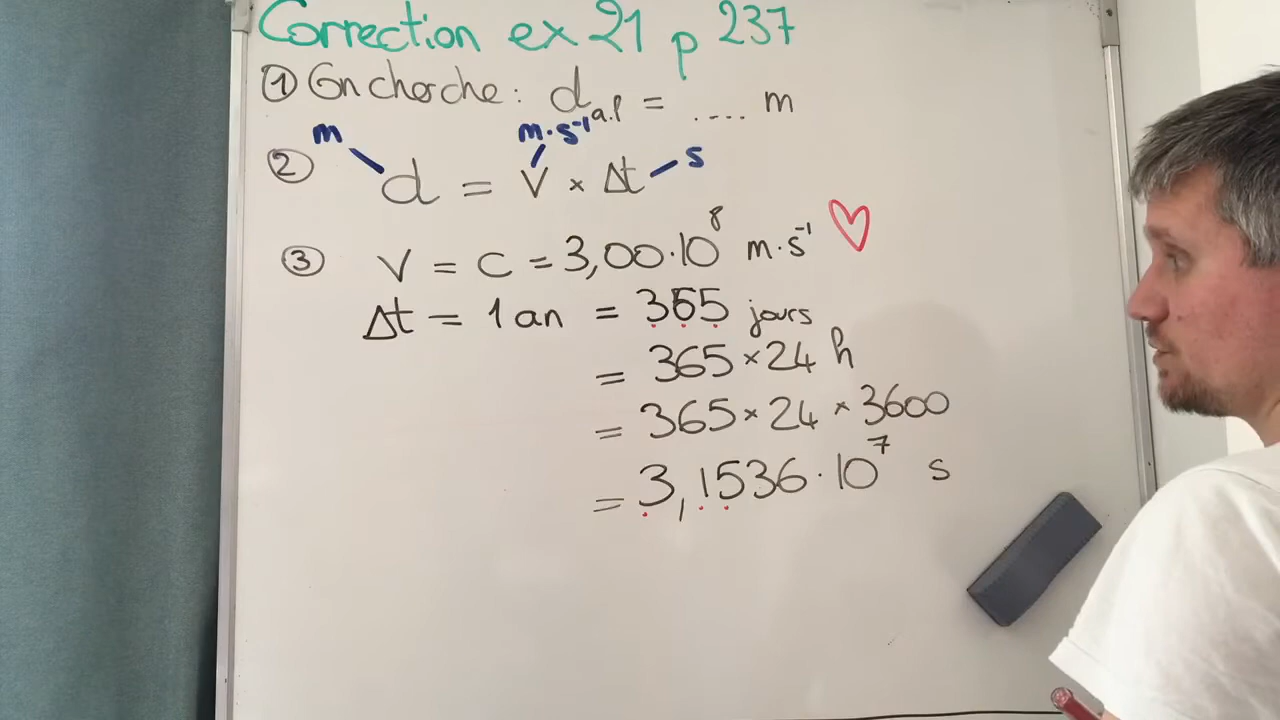 Correction ex 21 p 237
① On cherche : d a.l = .... m
m m·s⁻¹ s
② d = V × Δt
③ V = C = 3,00·10⁸ m·s⁻¹ ♡
Δt = 1 an = 365 jours
= 365 × 24 h
= 365 × 24 × 3600
= 3,1536·10⁷ s